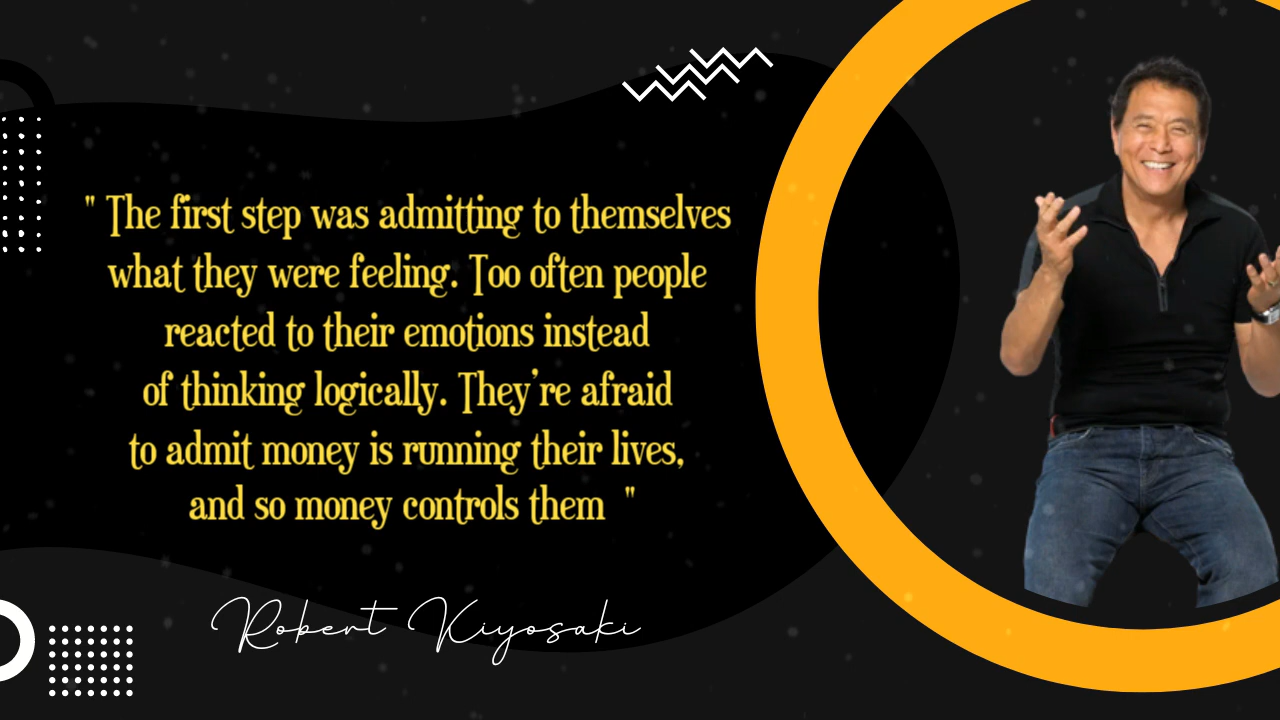 " The first step was admitting to themselves
what they were feeling. Too often people
reacted to their emotions instead
of thinking logically. They’re afraid
to admit money is running their lives,
and so money controls them "
Robert Kiyosaki